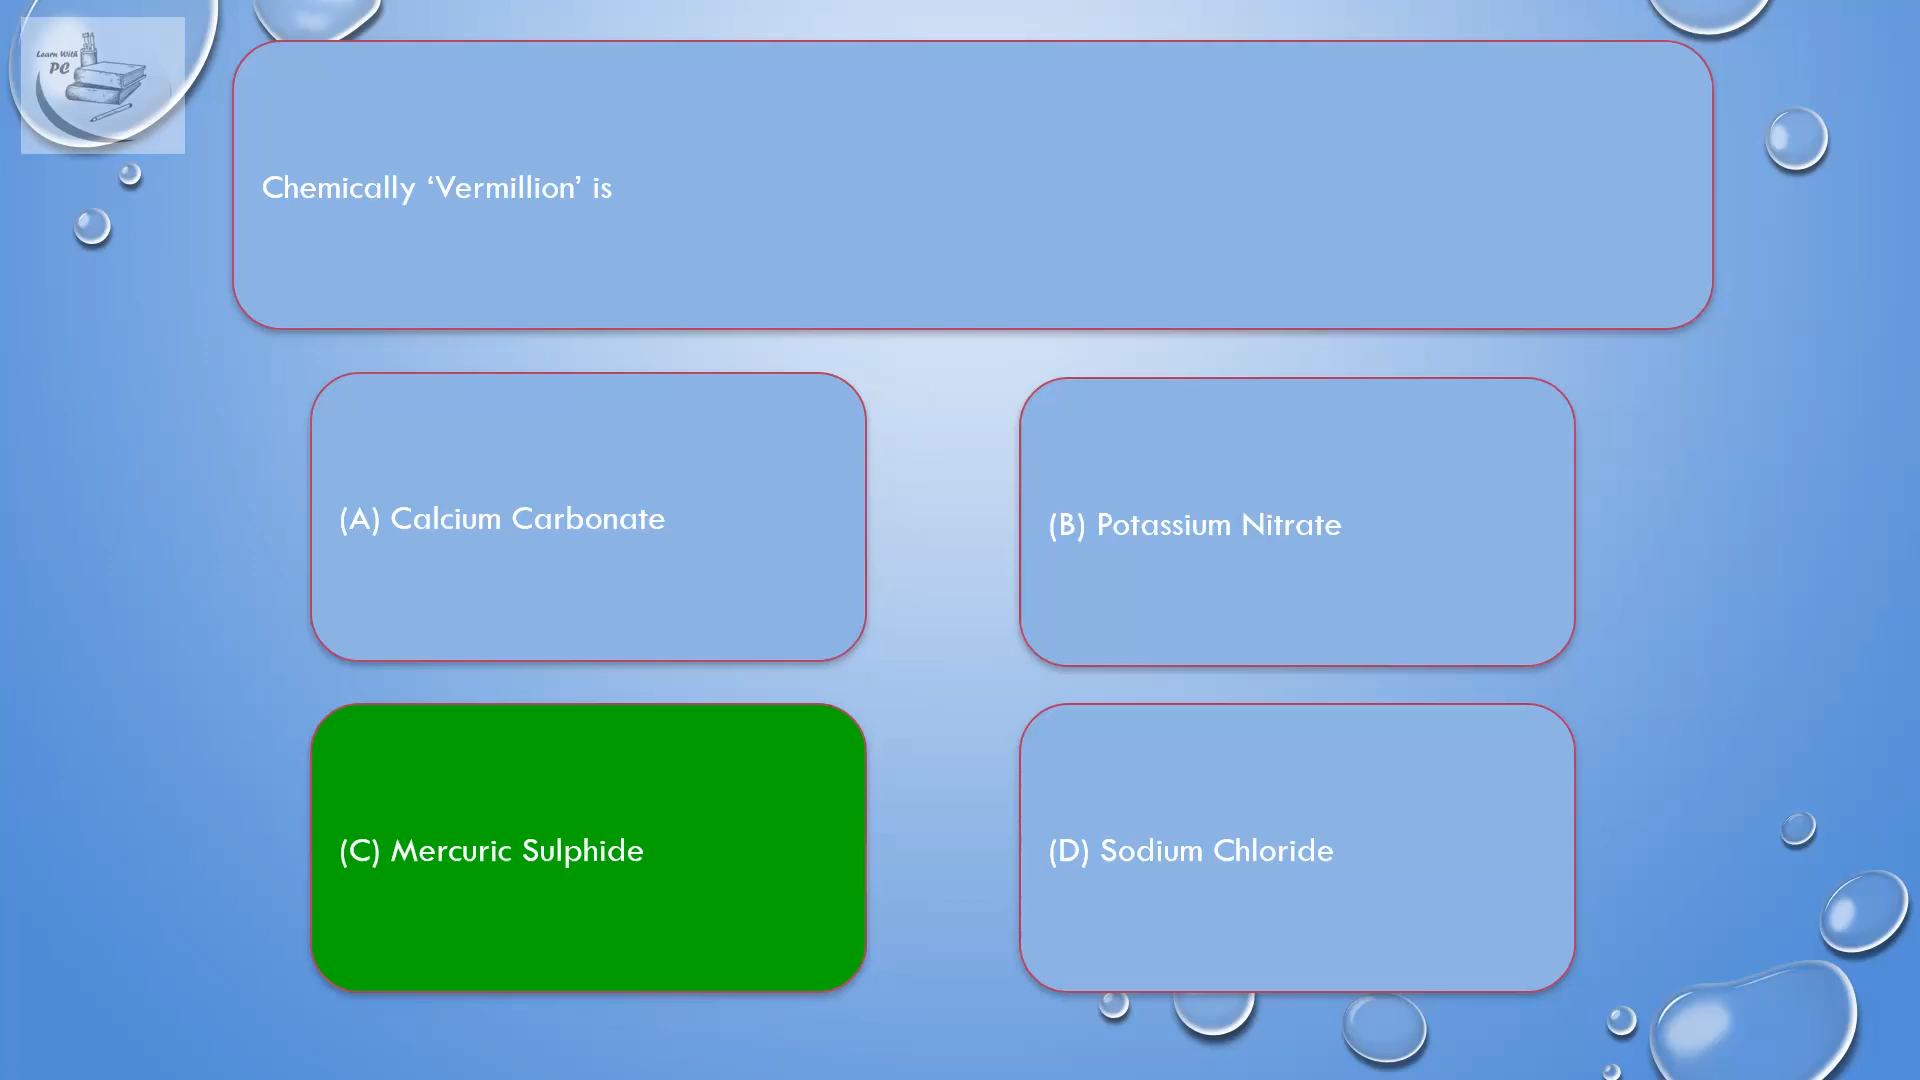 Learn With
PC
Chemically ‘Vermillion’ is
(A) Calcium Carbonate
(B) Potassium Nitrate
(C) Mercuric Sulphide
(D) Sodium Chloride